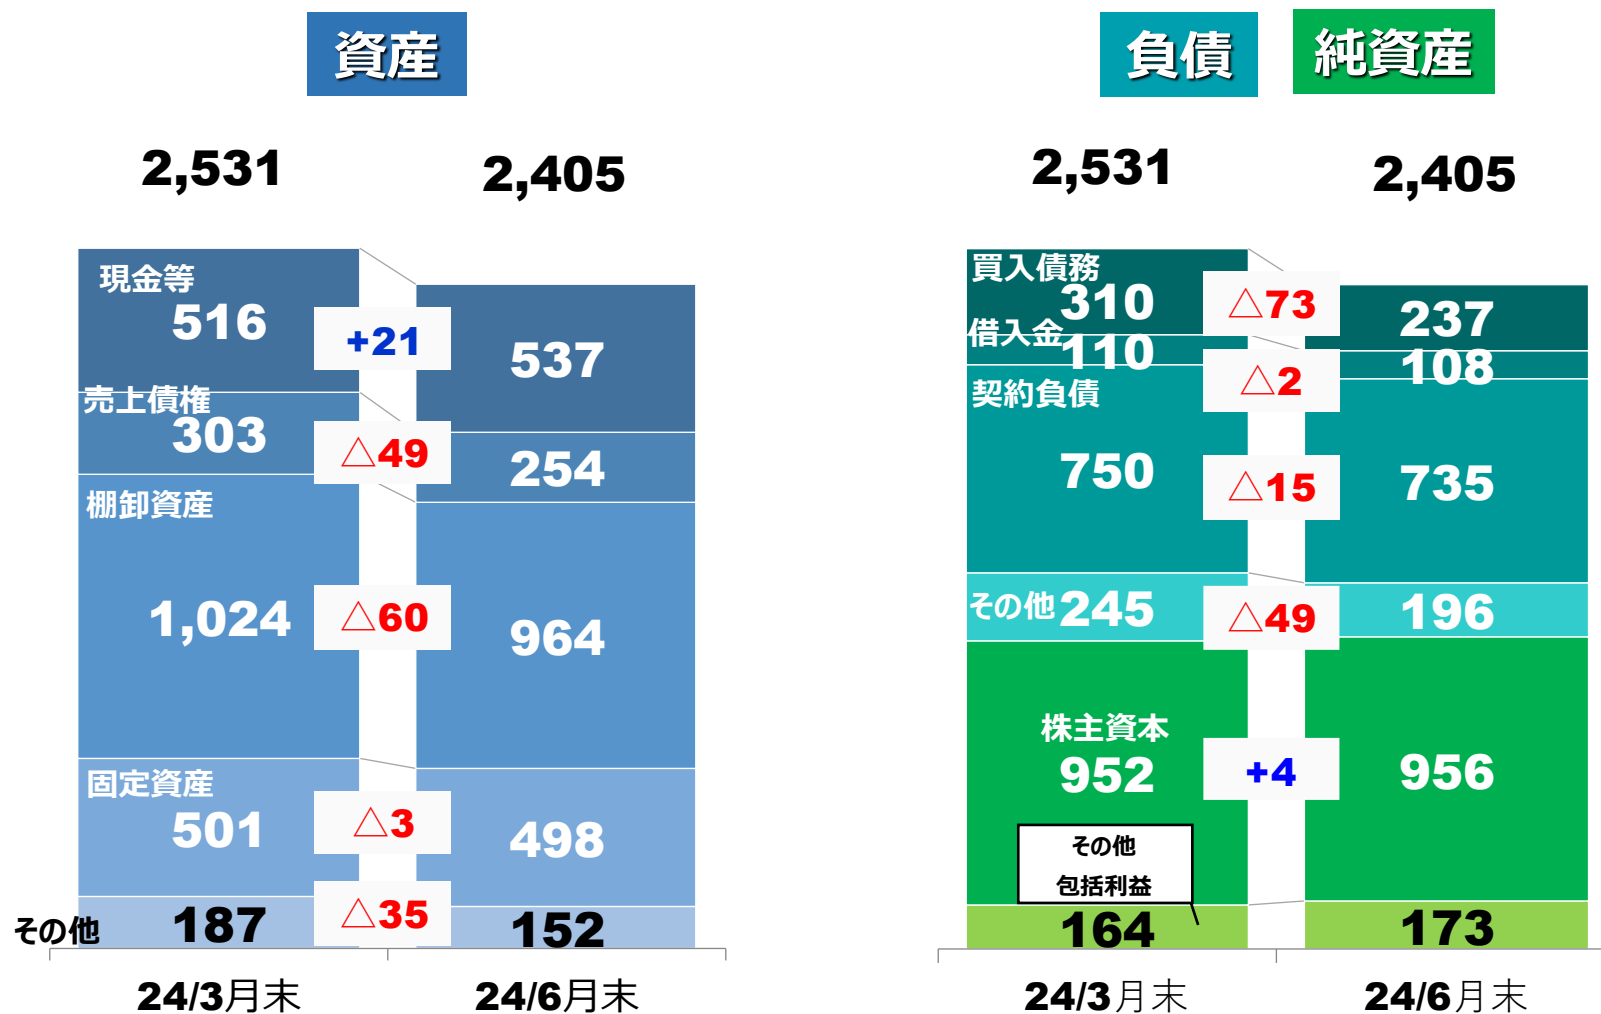 資産
2,531
2,405
現金等
516
+21
537
売上債権
303
△49
254
棚卸資産
1,024
△60
964
固定資産
501
△3
498
その他
187
△35
152
24/3月末
24/6月末
負債
純資産
2,531
2,405
買入債務
310
△73
237
借入金
110
△2
108
契約負債
750
△15
735
その他
245
△49
196
株主資本
952
+4
956
その他
包括利益
164
173
24/3月末
24/6月末